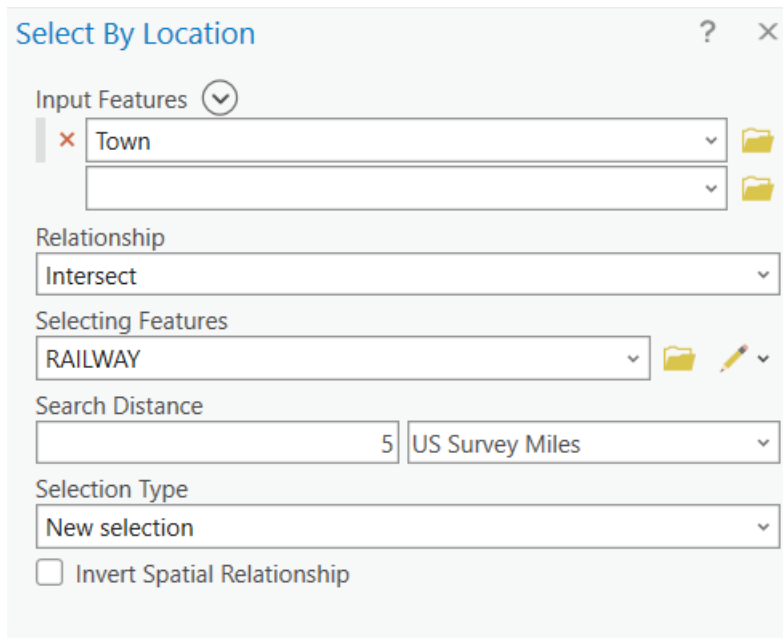 Select By Location ?
Input Features
Town
Relationship
Intersect
Selecting Features
RAILWAY
Search Distance
5 US Survey Miles
Selection Type
New selection
Invert Spatial Relationship